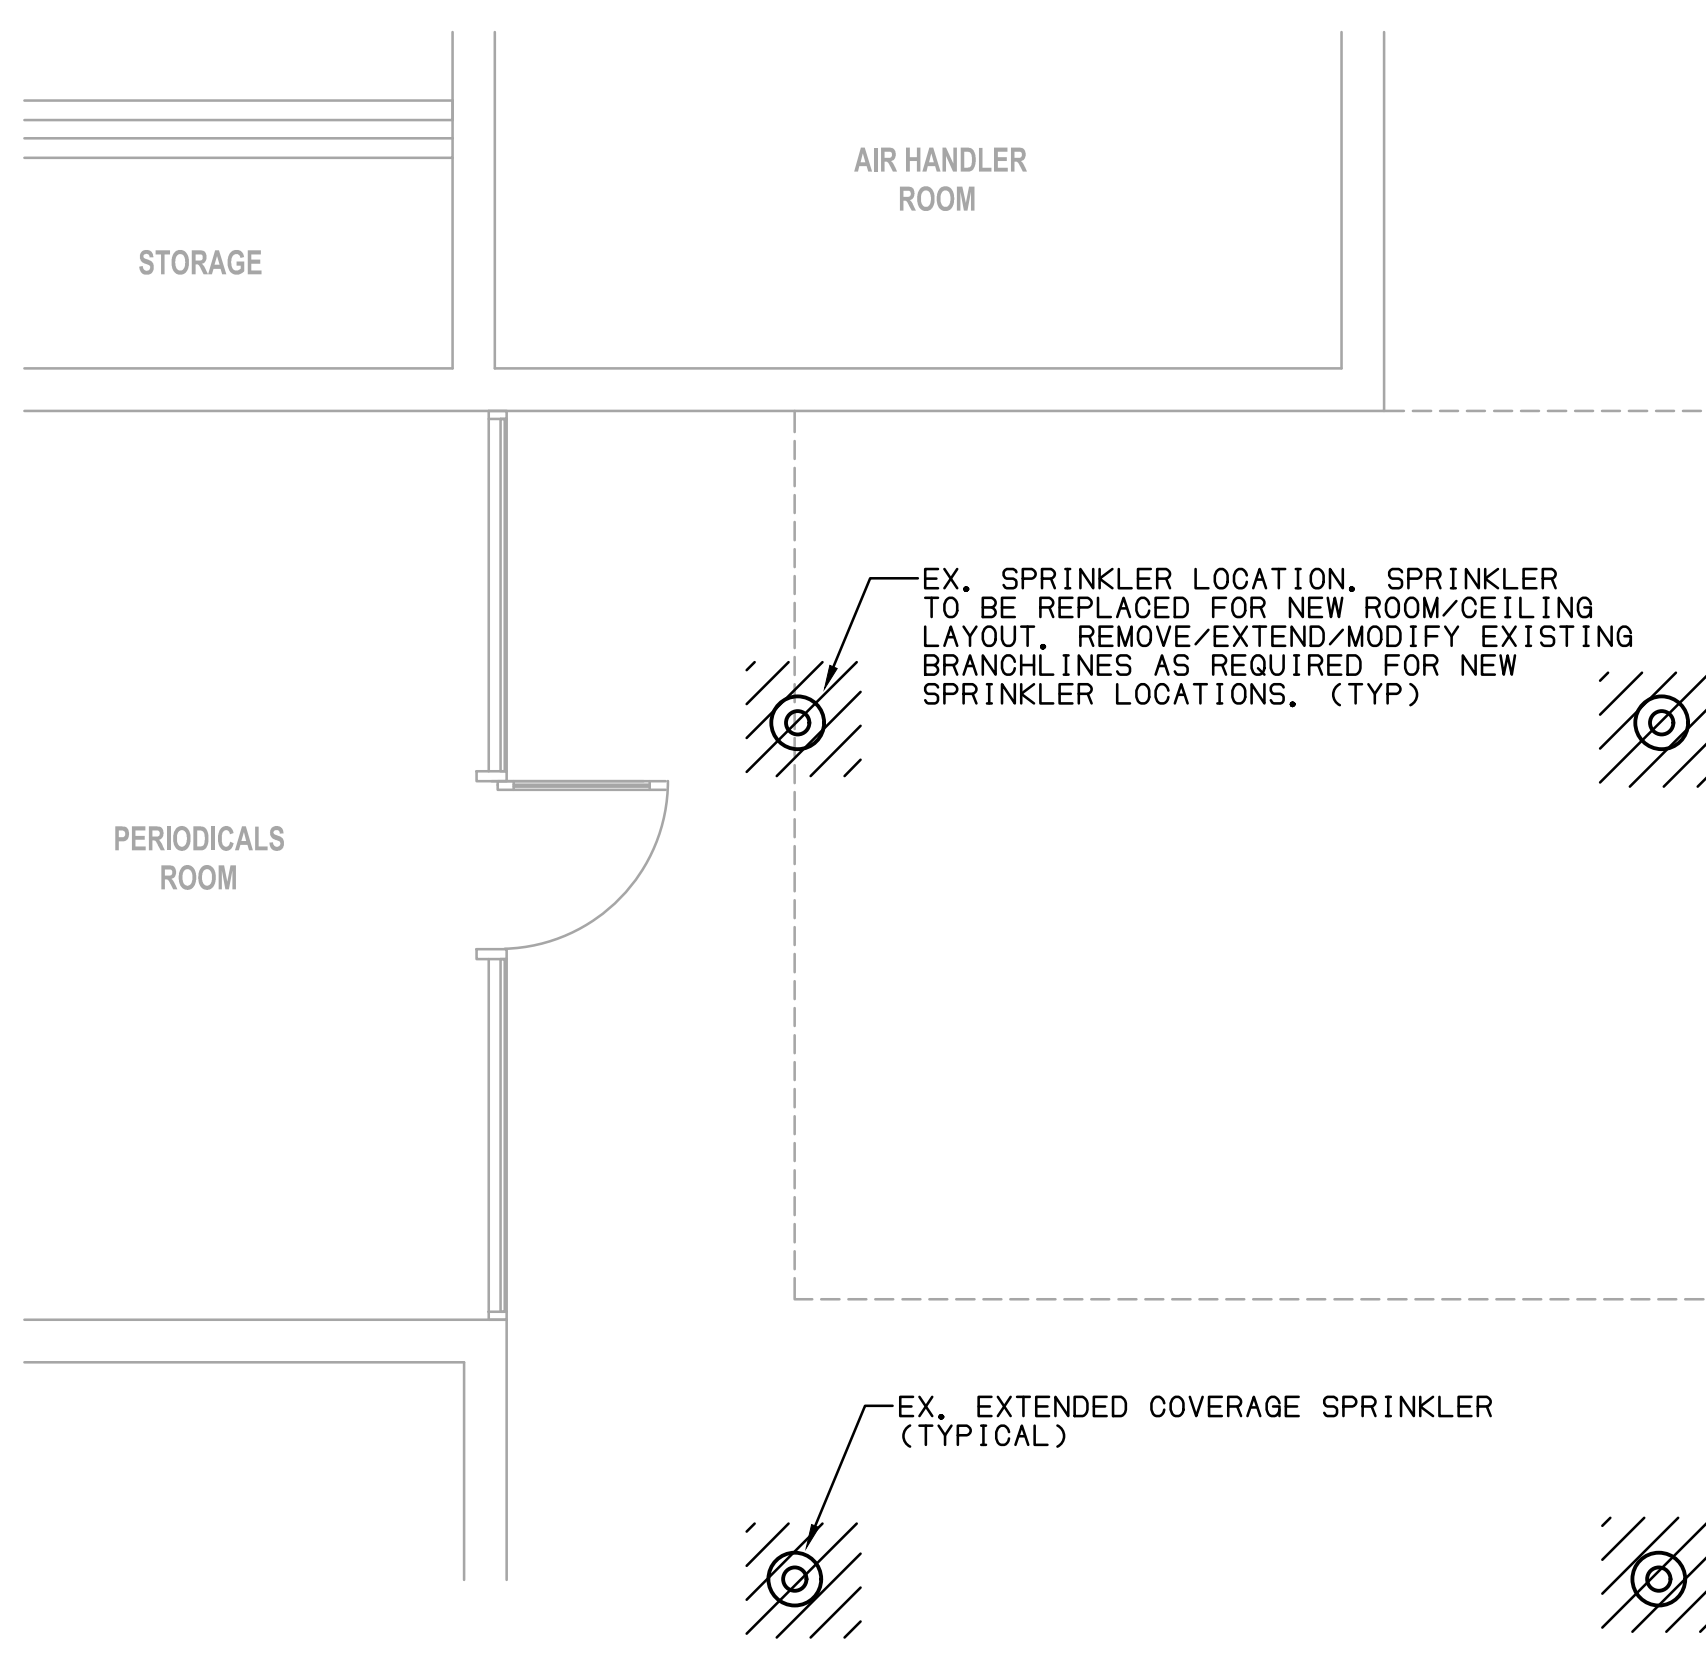 AIR HANDLER
ROOM
STORAGE
EX. SPRINKLER LOCATION. SPRINKLER
TO BE REPLACED FOR NEW ROOM/CEILING
LAYOUT. REMOVE/EXTEND/MODIFY EXISTING
BRANCHLINES AS REQUIRED FOR NEW
SPRINKLER LOCATIONS. (TYP)
PERIODICALS
ROOM
EX. EXTENDED COVERAGE SPRINKLER
(TYPICAL)